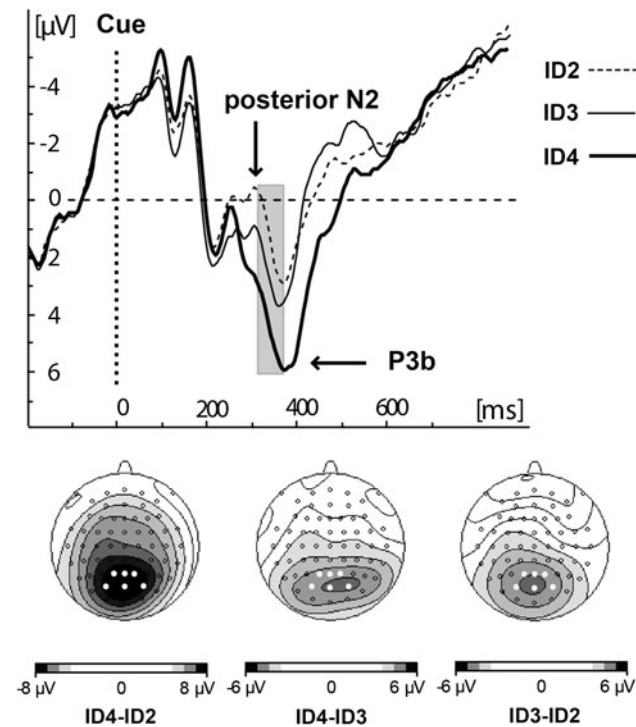 [µV]
Cue
-4
-2
0
2
4
6
posterior N2
P3b
0
200
400
600
[ms]
ID2
ID3
ID4
-8 µV
0
8 µV
ID4-ID2
-6 µV
0
6 µV
ID4-ID3
-6 µV
0
6 µV
ID3-ID2